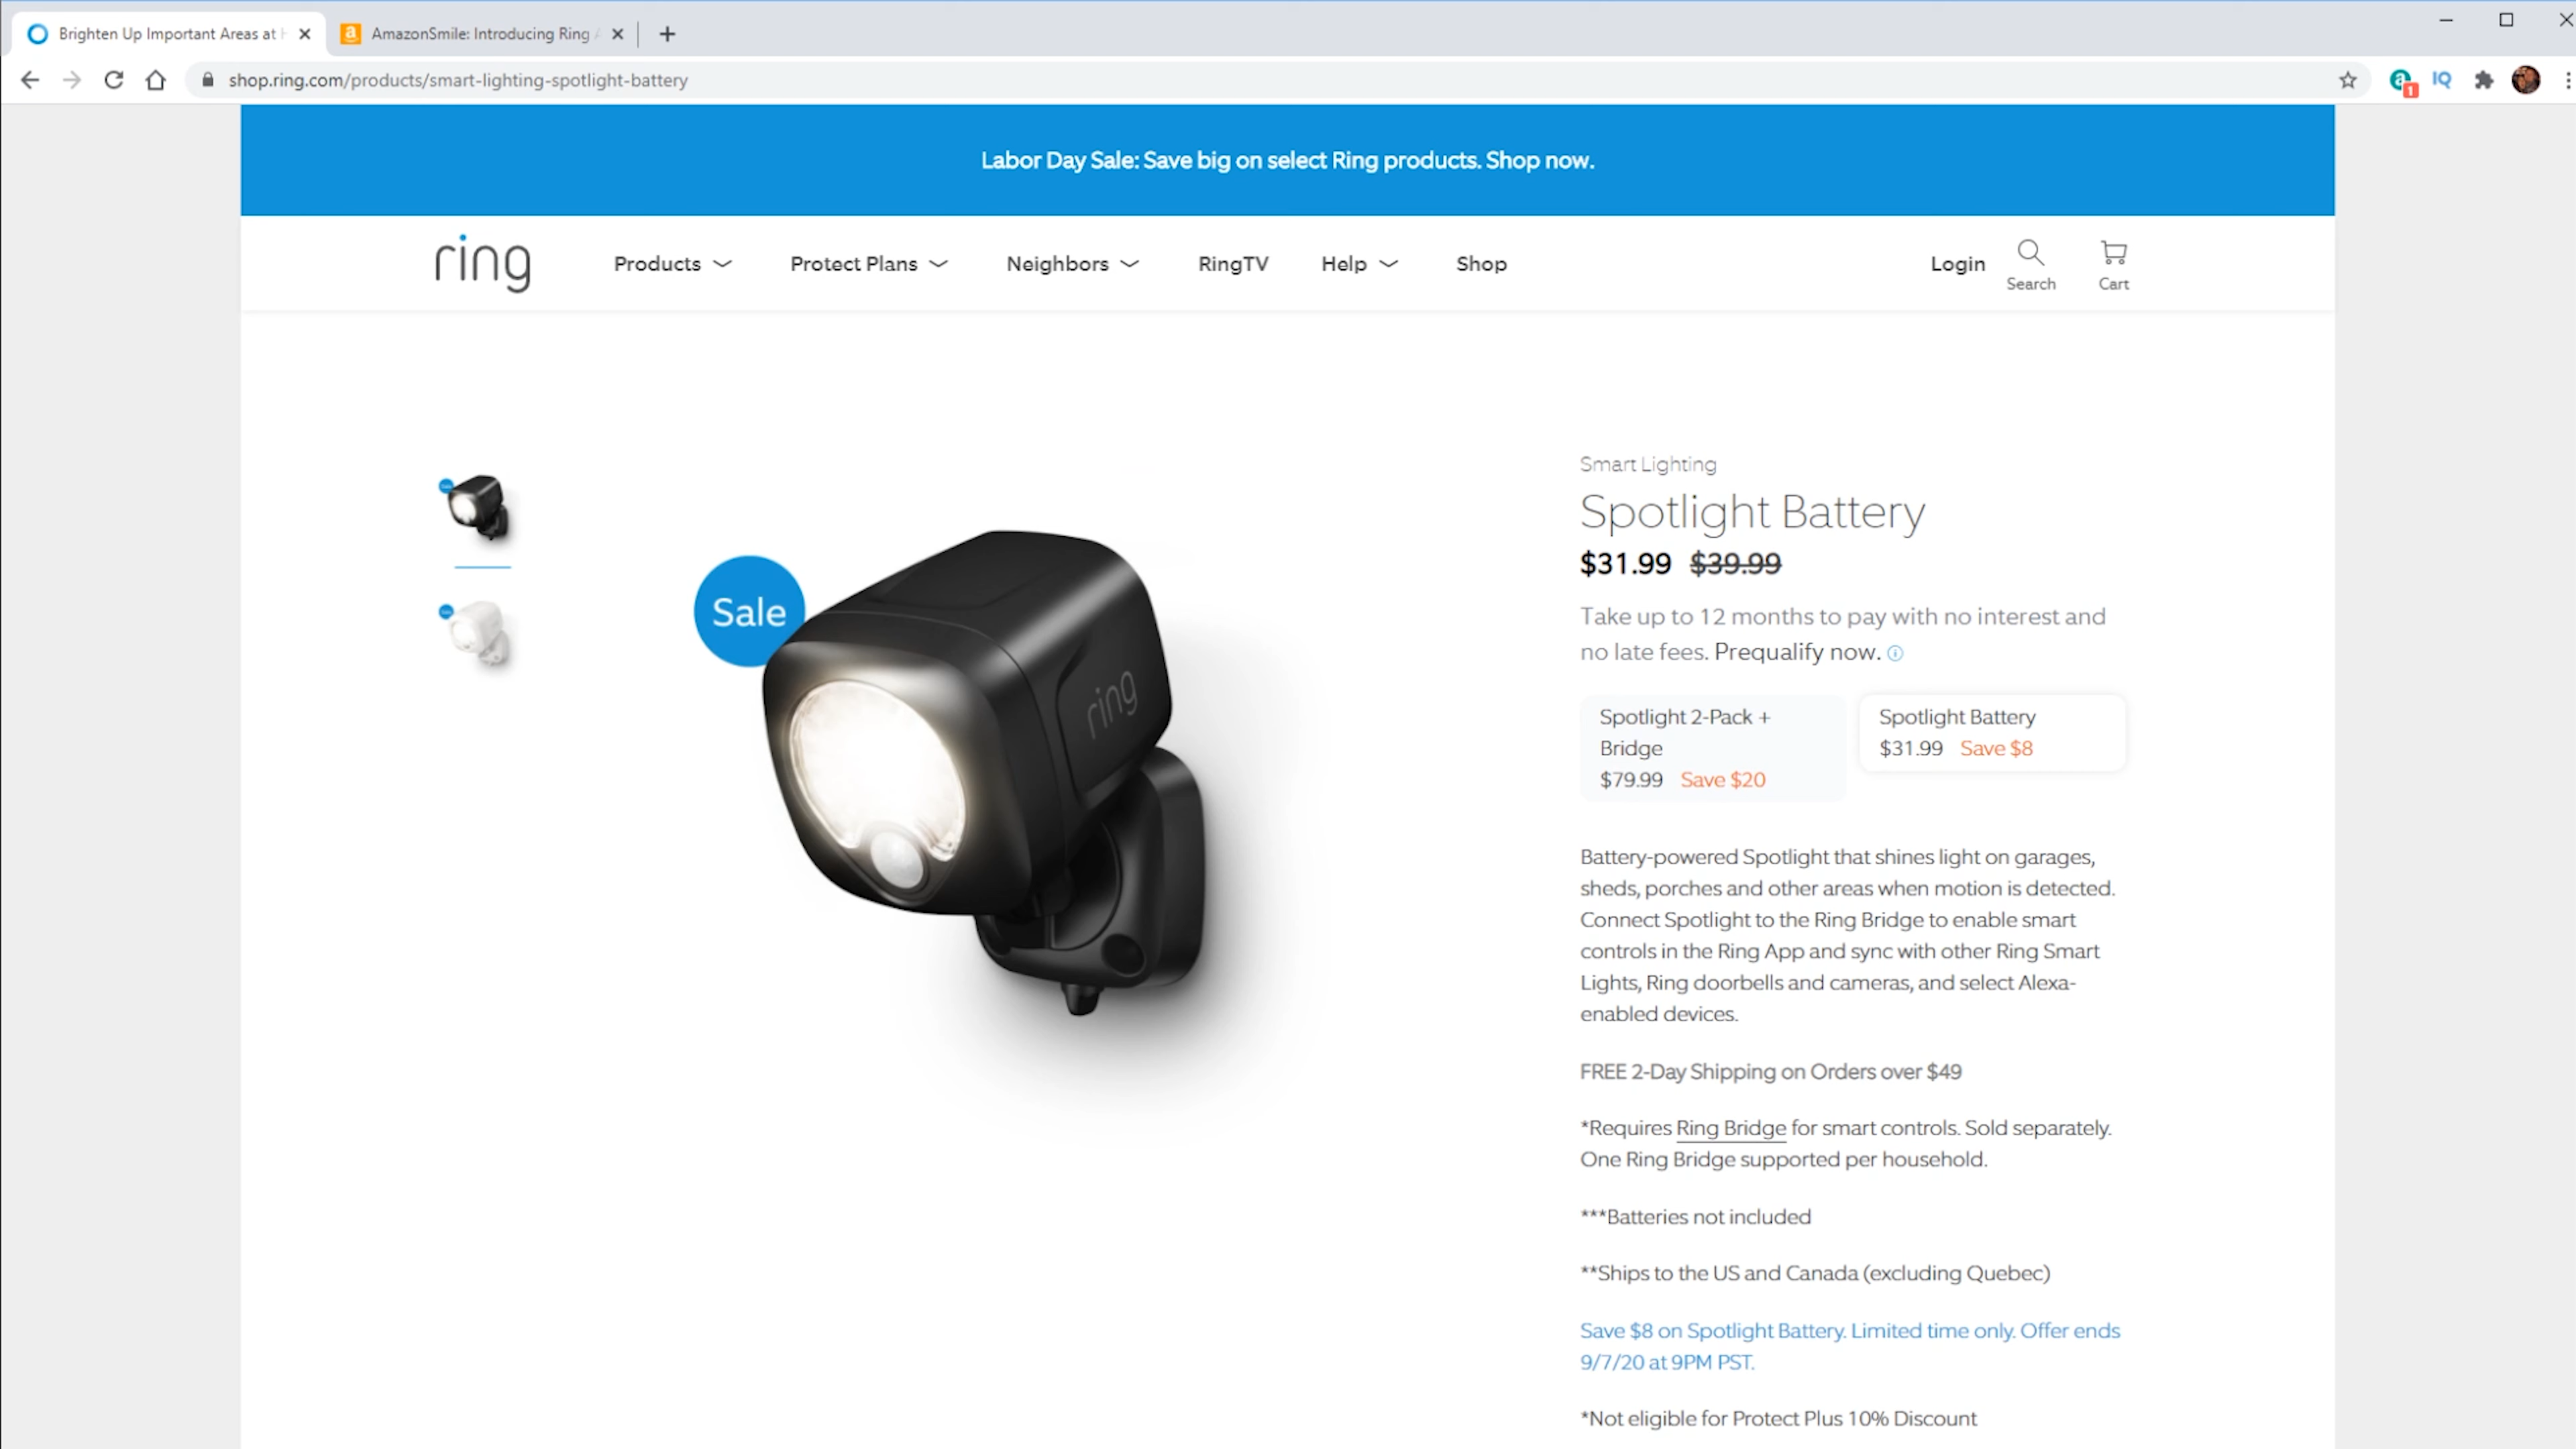 Brighten Up Important Areas at
AmazonSmile: Introducing Ring
shop.ring.com/products/smart-lighting-spotlight-battery
1
IQ
Labor Day Sale: Save big on select Ring products. Shop now.
ring
Products
Protect Plans
Neighbors
RingTV
Help
Shop
Login
Search
Cart
Sale
ring
Smart Lighting
Spotlight Battery
$31.99 $39.99
Take up to 12 months to pay with no interest and
no late fees. Prequalify now.
Spotlight 2-Pack +
Bridge
$79.99 Save $20
Spotlight Battery
$31.99 Save $8
Battery-powered Spotlight that shines light on garages,
sheds, porches and other areas when motion is detected.
Connect Spotlight to the Ring Bridge to enable smart
controls in the Ring App and sync with other Ring Smart
Lights, Ring doorbells and cameras, and select Alexa-
enabled devices.
FREE 2-Day Shipping on Orders over $49
*Requires Ring Bridge for smart controls. Sold separately.
One Ring Bridge supported per household.
***Batteries not included
**Ships to the US and Canada (excluding Quebec)
Save $8 on Spotlight Battery. Limited time only. Offer ends
9/7/20 at 9PM PST.
*Not eligible for Protect Plus 10% Discount